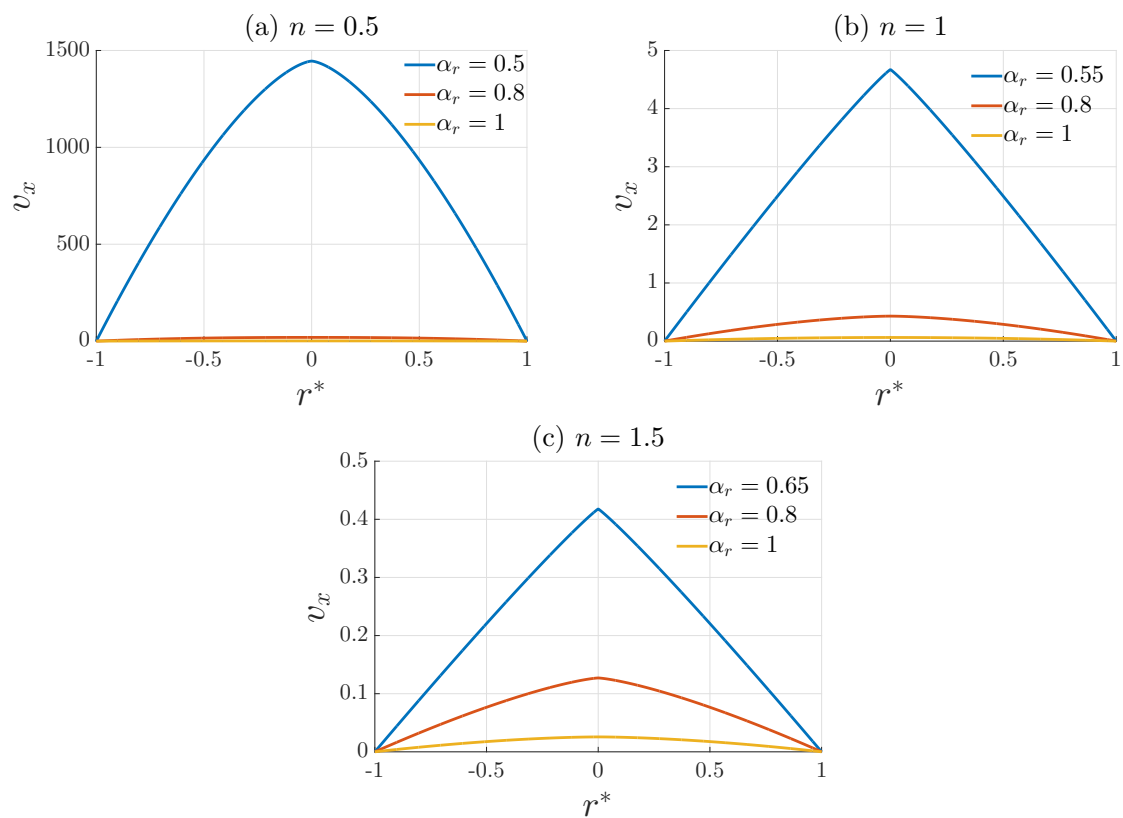 (a) n = 0.5
1500
1000
500
0
-1 -0.5 0 0.5 1
v_x
r*
α_r = 0.5
α_r = 0.8
α_r = 1
(b) n = 1
5
4
3
2
1
0
-1 -0.5 0 0.5 1
v_x
r*
α_r = 0.55
α_r = 0.8
α_r = 1
(c) n = 1.5
0.5
0.4
0.3
0.2
0.1
0
-1 -0.5 0 0.5 1
v_x
r*
α_r = 0.65
α_r = 0.8
α_r = 1